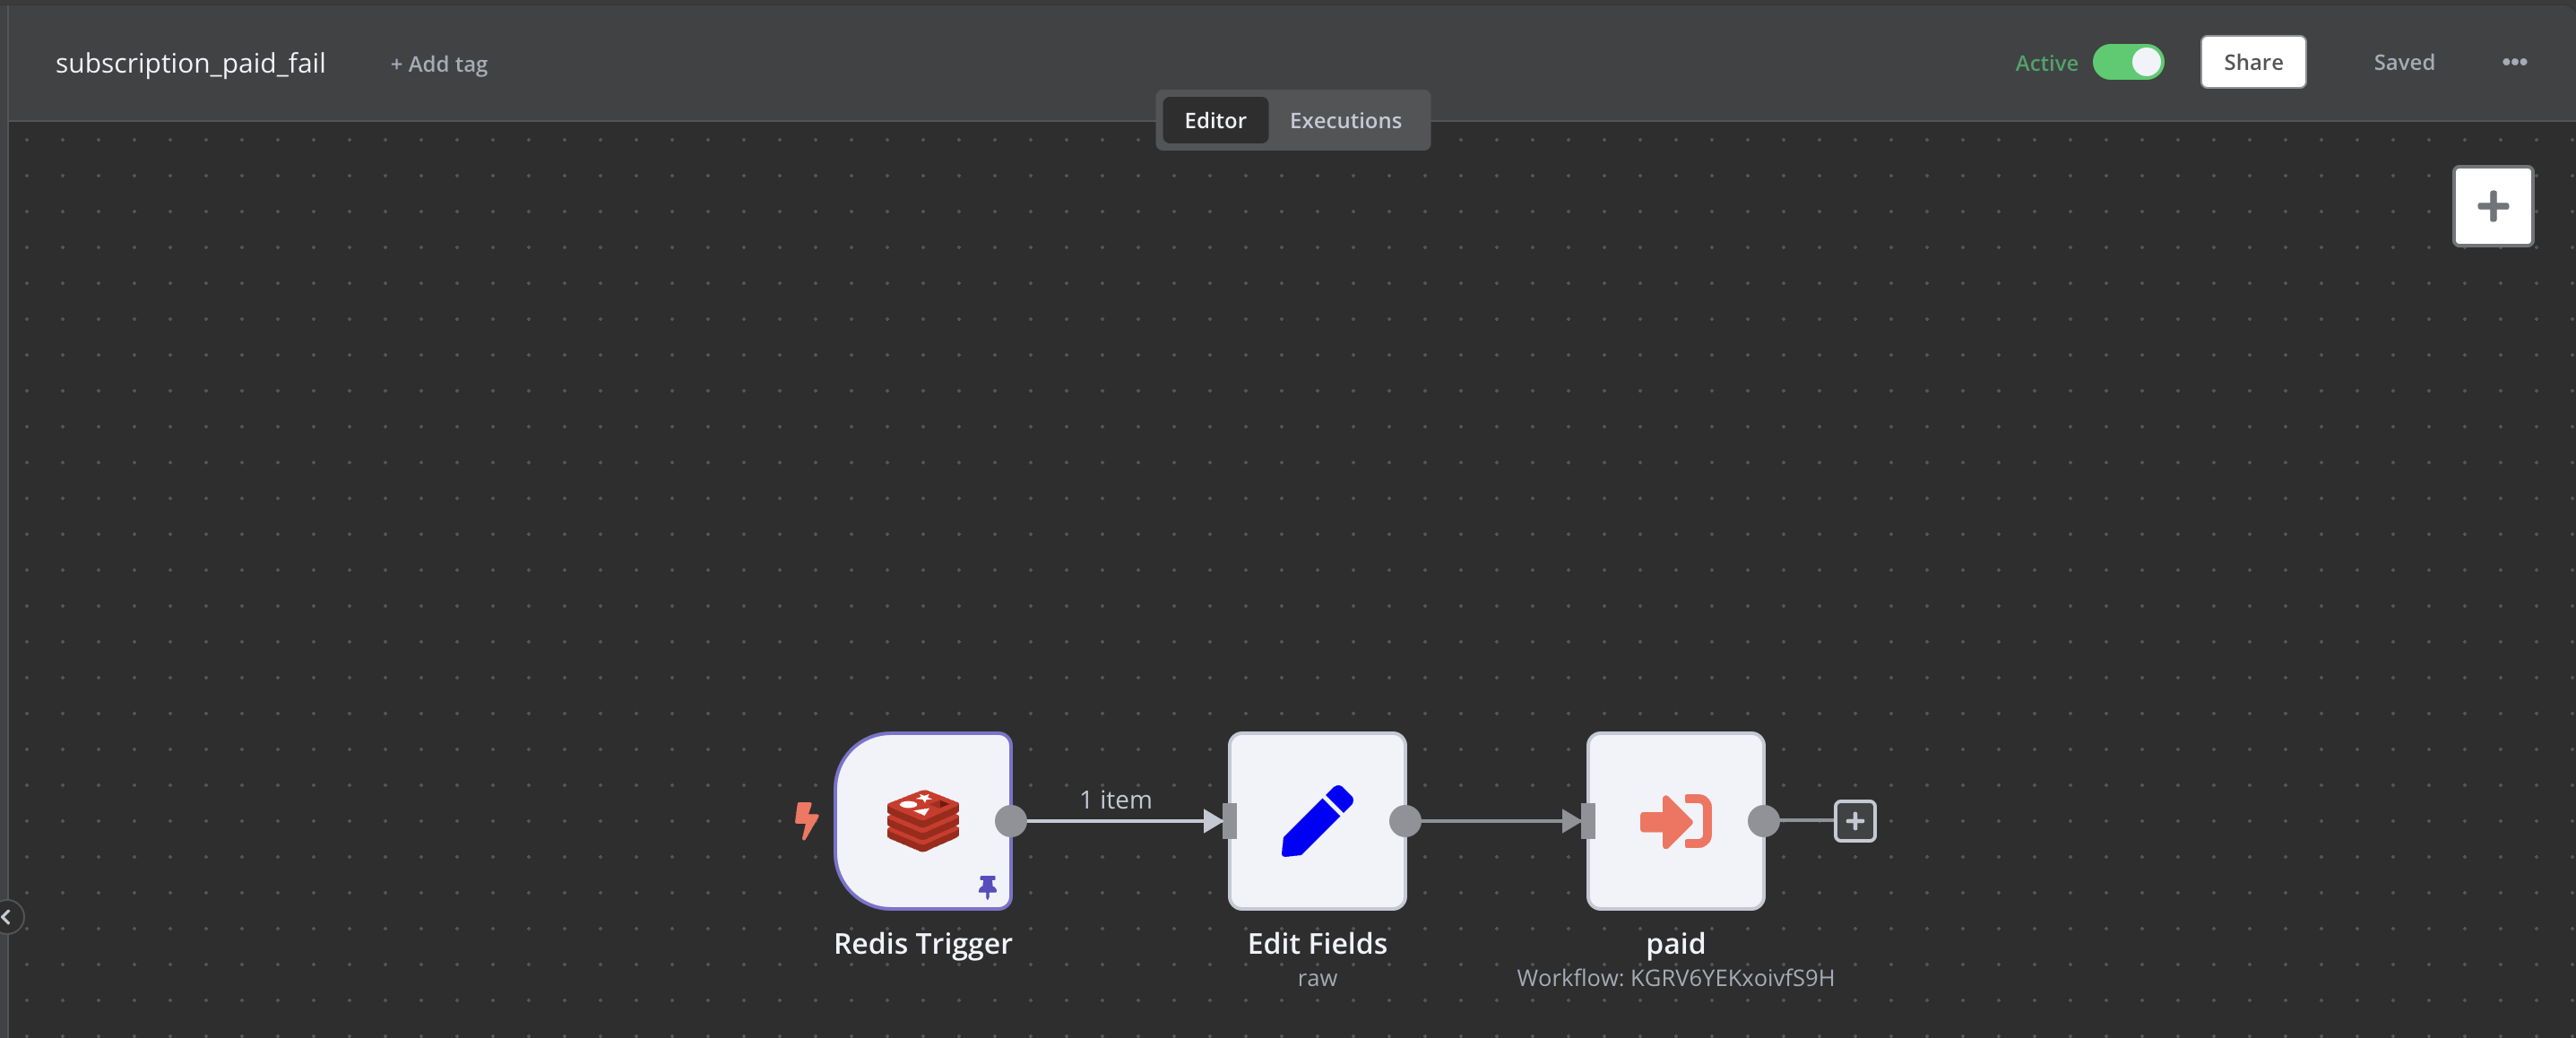 subscription_paid_fail
+ Add tag
Active
Share
Saved
Editor
Executions
1 item
Redis Trigger
Edit Fields
paid
raw
Workflow: KGRV6YEKxoivfS9H